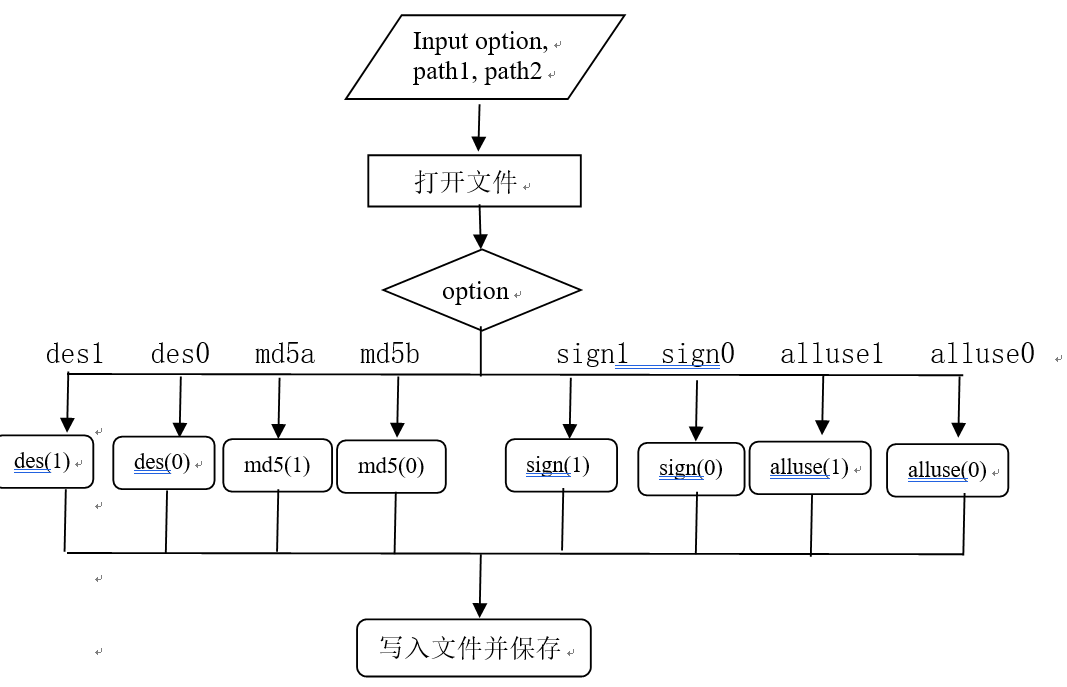 Input option,
path1, path2
打开文件
option
des1 des0 md5a md5b sign1 sign0 alluse1 alluse0
des(1) des(0) md5(1) md5(0) sign(1) sign(0) alluse(1) alluse(0)
写入文件并保存